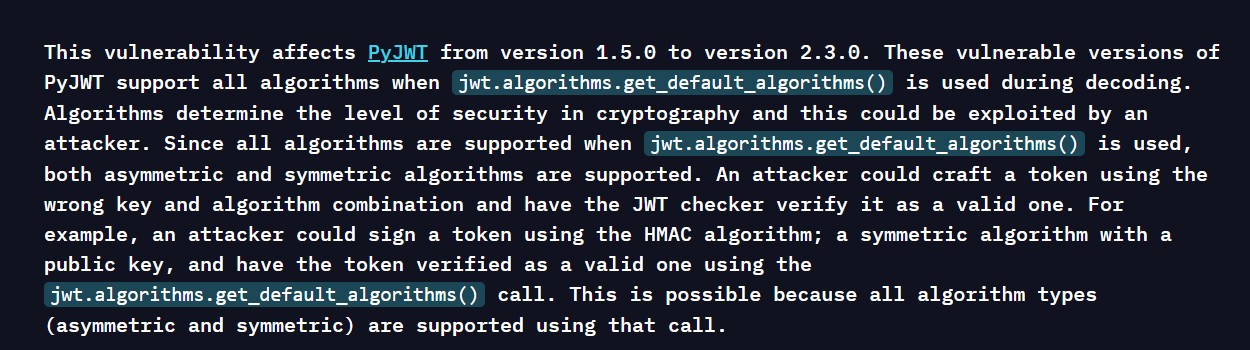 This vulnerability affects PyJWT from version 1.5.0 to version 2.3.0. These vulnerable versions of
PyJWT support all algorithms when jwt.algorithms.get_default_algorithms() is used during decoding.
Algorithms determine the level of security in cryptography and this could be exploited by an
attacker. Since all algorithms are supported when jwt.algorithms.get_default_algorithms() is used,
both asymmetric and symmetric algorithms are supported. An attacker could craft a token using the
wrong key and algorithm combination and have the JWT checker verify it as a valid one. For
example, an attacker could sign a token using the HMAC algorithm; a symmetric algorithm with a
public key, and have the token verified as a valid one using the
jwt.algorithms.get_default_algorithms() call. This is possible because all algorithm types
(asymmetric and symmetric) are supported using that call.